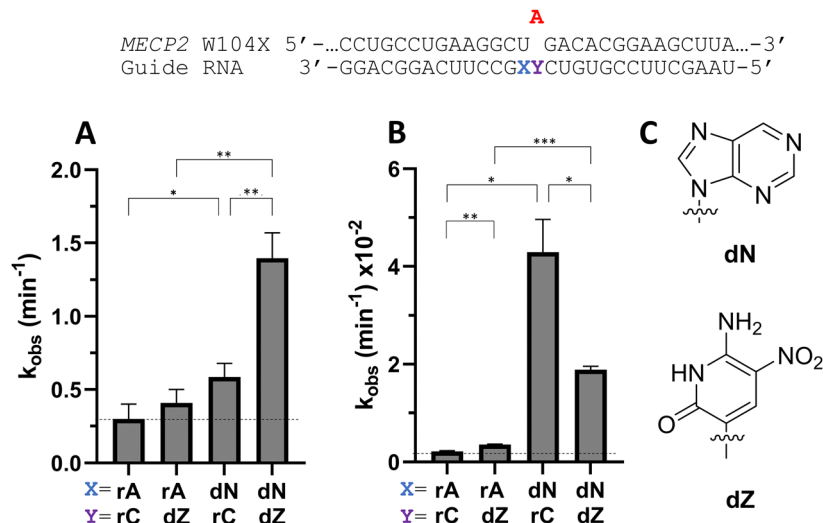 A
MECP2 W104X 5’-…CCUGCCUGAAGGCU GACACGGAAGCUUA…-3’
Guide RNA 3’-GGACGGACUUCCGXYCUGUGCCUUCGAAU-5’
A
2.0
1.5
1.0
0.5
0.0
kobs (min-1)
*
**
**
X= rA rA dN dN
Y= rC dZ rC dZ
B
6
4
2
0
kobs (min-1) x10-2
***
*
*
**
X= rA rA dN dN
Y= rC dZ rC dZ
C
N
N
N
N
dN
NH2
HN
NO2
O
dZ